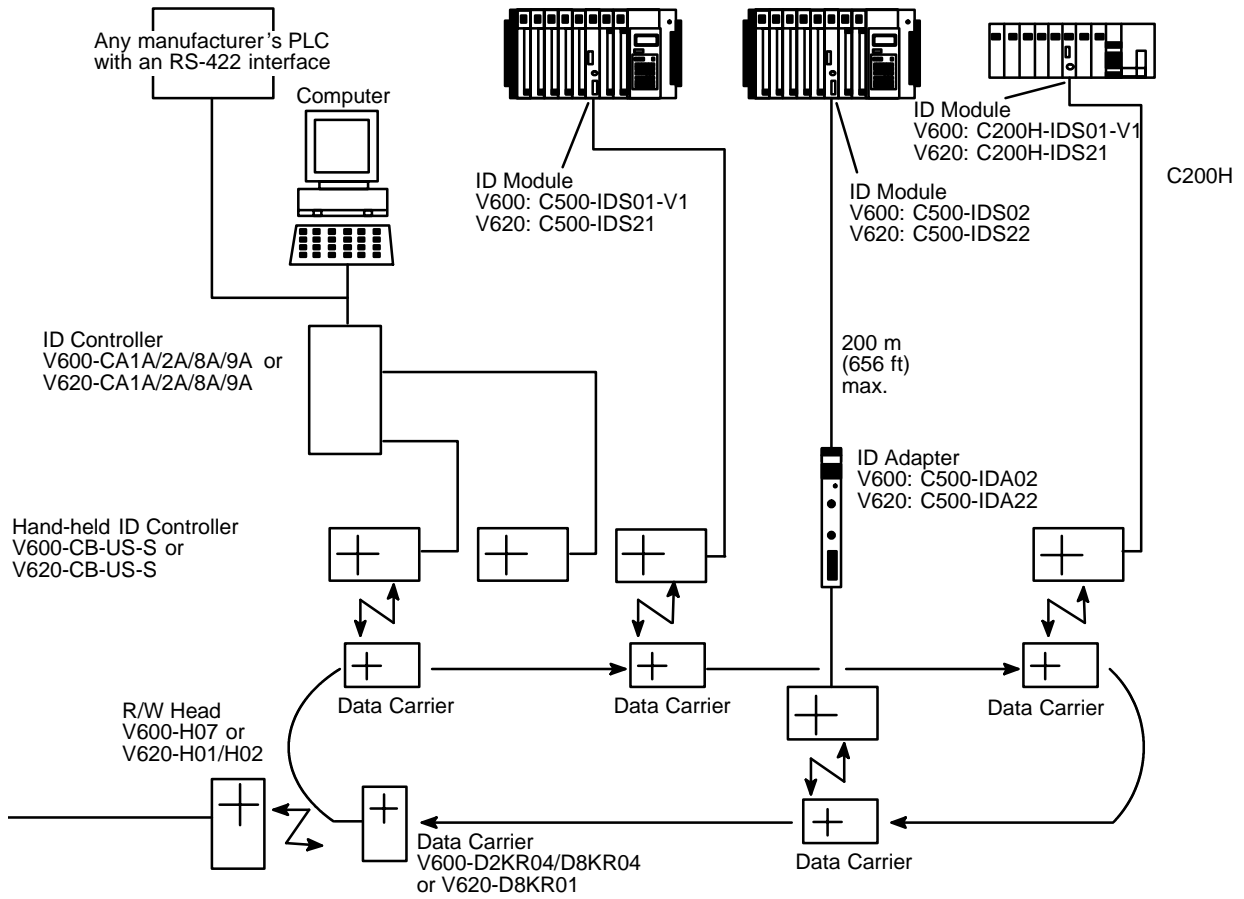 Any manufacturer's PLC
with an RS-422 interface
Computer
ID Module
V600: C500-IDS01-V1
V620: C500-IDS21
ID Module
V600: C500-IDS02
V620: C500-IDS22
ID Module
V600: C200H-IDS01-V1
V620: C200H-IDS21
C200H
ID Controller
V600-CA1A/2A/8A/9A or
V620-CA1A/2A/8A/9A
200 m
(656 ft)
max.
ID Adapter
V600: C500-IDA02
V620: C500-IDA22
Hand-held ID Controller
V600-CB-US-S or
V620-CB-US-S
Data Carrier
Data Carrier
Data Carrier
R/W Head
V600-H07 or
V620-H01/H02
Data Carrier
V600-D2KR04/D8KR04
or V620-D8KR01
Data Carrier